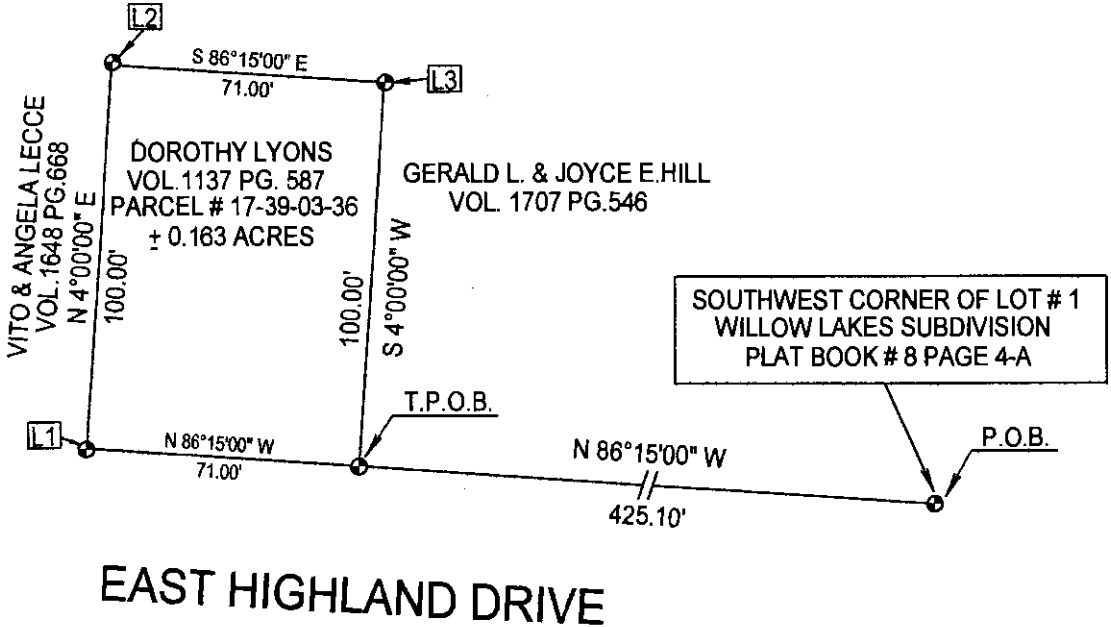 L2
S 86°15'00" E
71.00'
L3
VITO & ANGELA LECCE
VOL.1648 PG.668
N 4°00'00" E
100.00'
DOROTHY LYONS
VOL.1137 PG. 587
PARCEL # 17-39-03-36
± 0.163 ACRES
100.00'
S 4°00'00" W
GERALD L. & JOYCE E.HILL
VOL. 1707 PG.546
SOUTHWEST CORNER OF LOT # 1
WILLOW LAKES SUBDIVISION
PLAT BOOK # 8 PAGE 4-A
L1
N 86°15'00" W
71.00'
T.P.O.B.
N 86°15'00" W
425.10'
P.O.B.
EAST HIGHLAND DRIVE